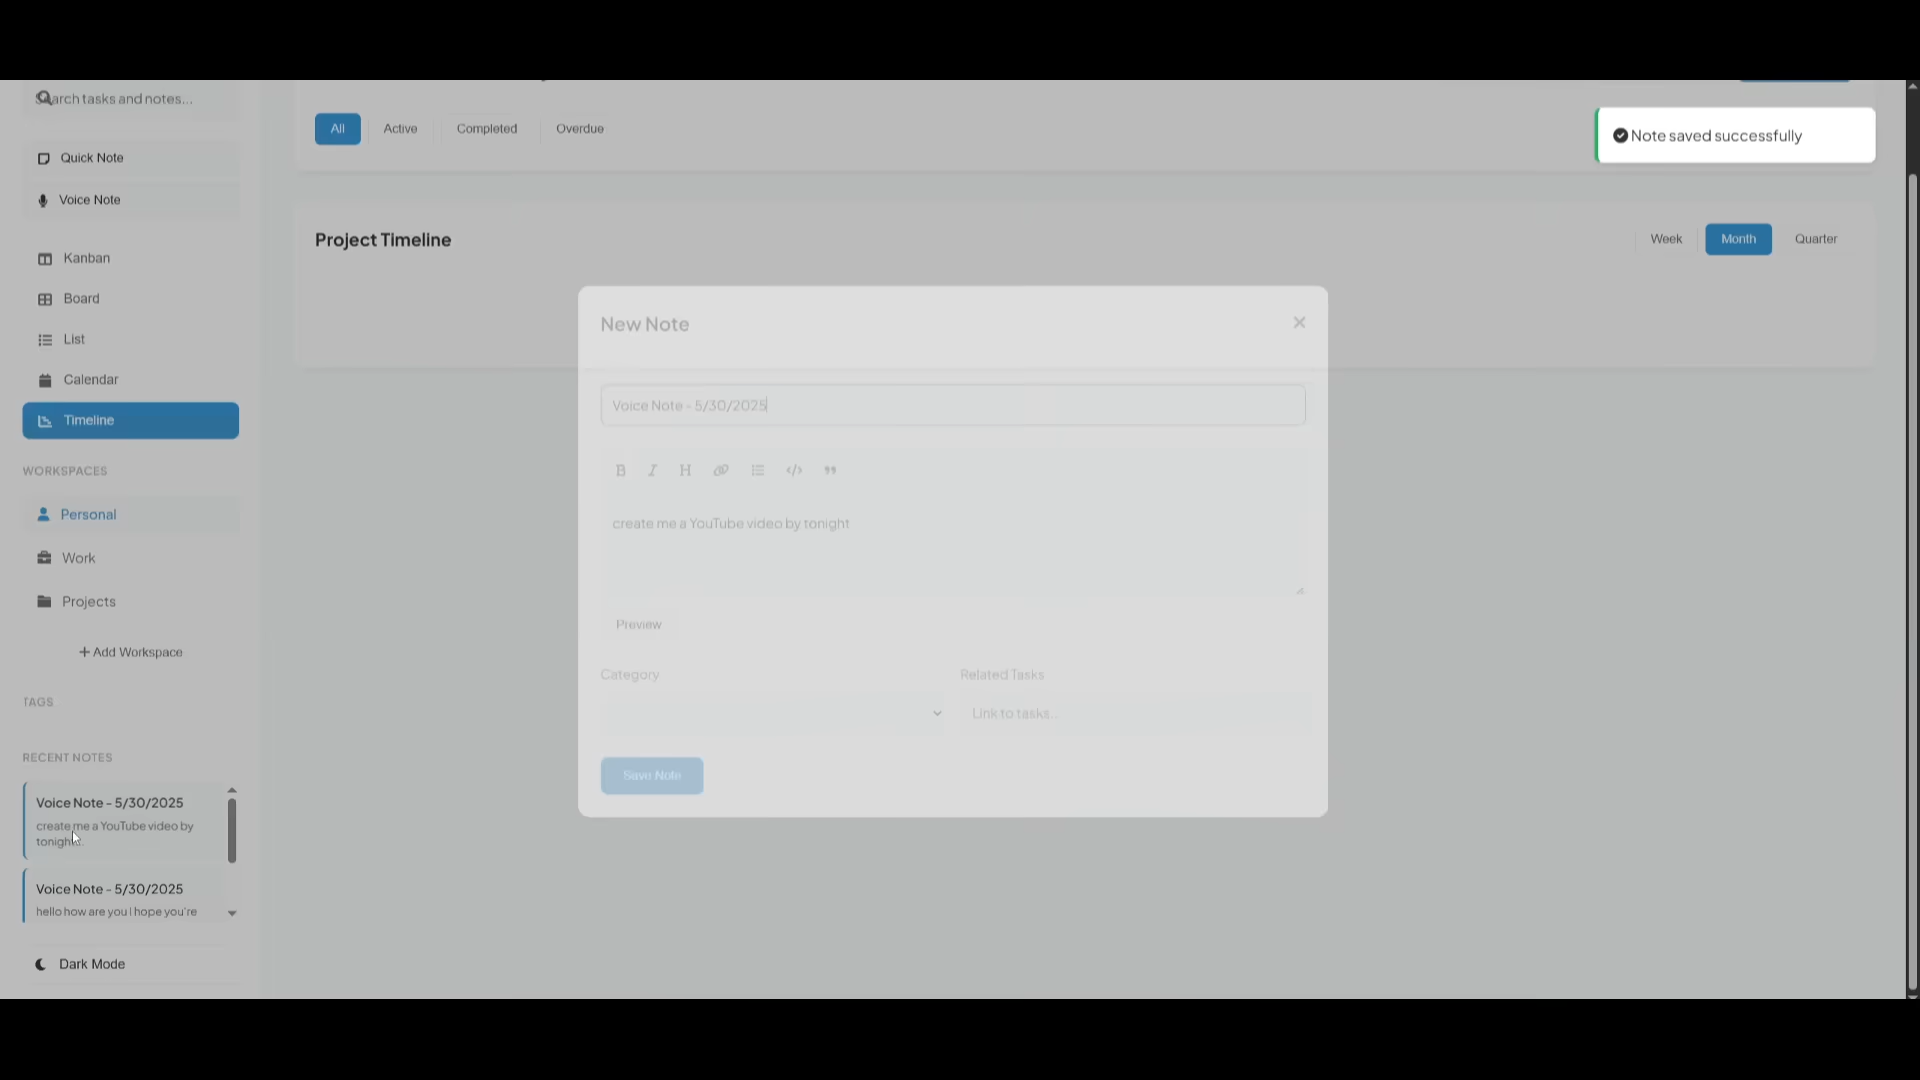 Search tasks and notes...
Quick Note
Voice Note
Kanban
Board
List
Calendar
Timeline
WORKSPACES
Personal
Work
Projects
+ Add Workspace
TAGS
RECENT NOTES
Voice Note - 5/30/2025
create me a YouTube video by
tonight...
Voice Note - 5/30/2025
hello how are you i hope you're
Dark Mode
All
Active
Completed
Overdue
Note saved successfully
Project Timeline
Week
Month
Quarter
New Note
Voice Note - 5/30/2025
B I H
create me a YouTube video by tonight
Preview
Category
Related Tasks
Link to tasks...
Save Note